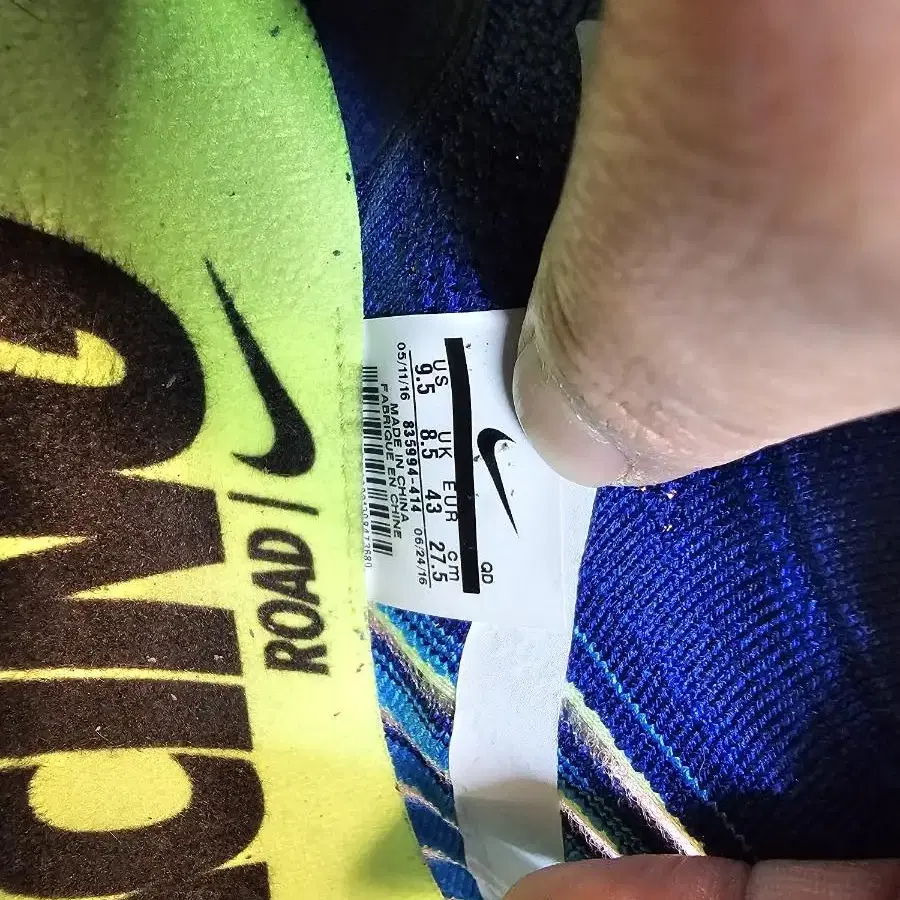 QD
US UK EUR cm
9.5 8.5 43 27.5
05/11/16 835994-414 06/24/16
MADE IN CHINA
FABRIQUE EN CHINE
ROAD/